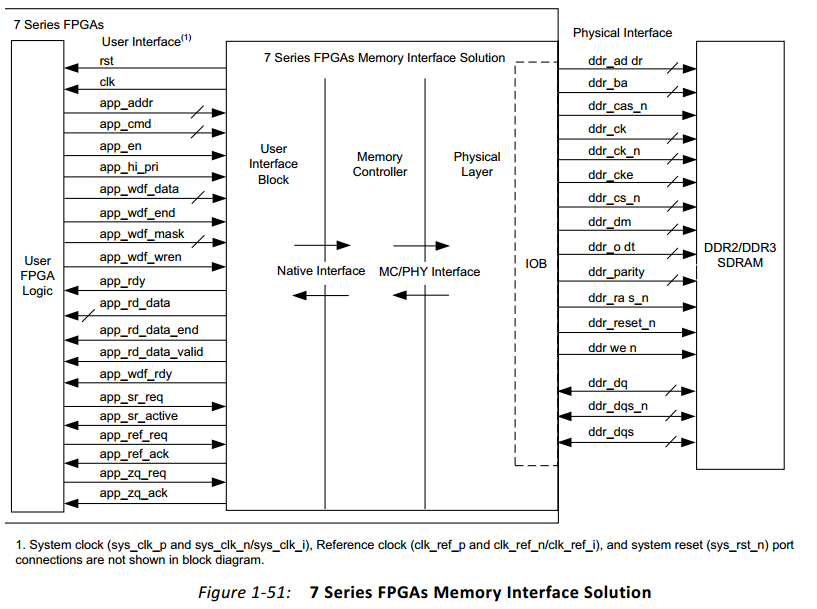 7 Series FPGAs
User Interface(1)
Physical Interface
rst
clk
app_addr
app_cmd
app_en
app_hi_pri
app_wdf_data
app_wdf_end
app_wdf_mask
app_wdf_wren
app_rdy
app_rd_data
app_rd_data_end
app_rd_data_valid
app_wdf_rdy
app_sr_req
app_sr_active
app_ref_req
app_ref_ack
app_zq_req
app_zq_ack
User
FPGA
Logic
7 Series FPGAs Memory Interface Solution
User
Interface
Block
Memory
Controller
Physical
Layer
Native Interface
MC/PHY Interface
IOB
ddr_ad dr
ddr_ba
ddr_cas_n
ddr_ck
ddr_ck_n
ddr_cke
ddr_cs_n
ddr_dm
ddr_o dt
ddr_parity
ddr_ra s_n
ddr_reset_n
ddr we n
ddr_dq
ddr_dqs_n
ddr_dqs
DDR2/DDR3
SDRAM
1. System clock (sys_clk_p and sys_clk_n/sys_clk_i), Reference clock (clk_ref_p and clk_ref_n/clk_ref_i), and system reset (sys_rst_n) port
connections are not shown in block diagram.
Figure 1-51: 7 Series FPGAs Memory Interface Solution